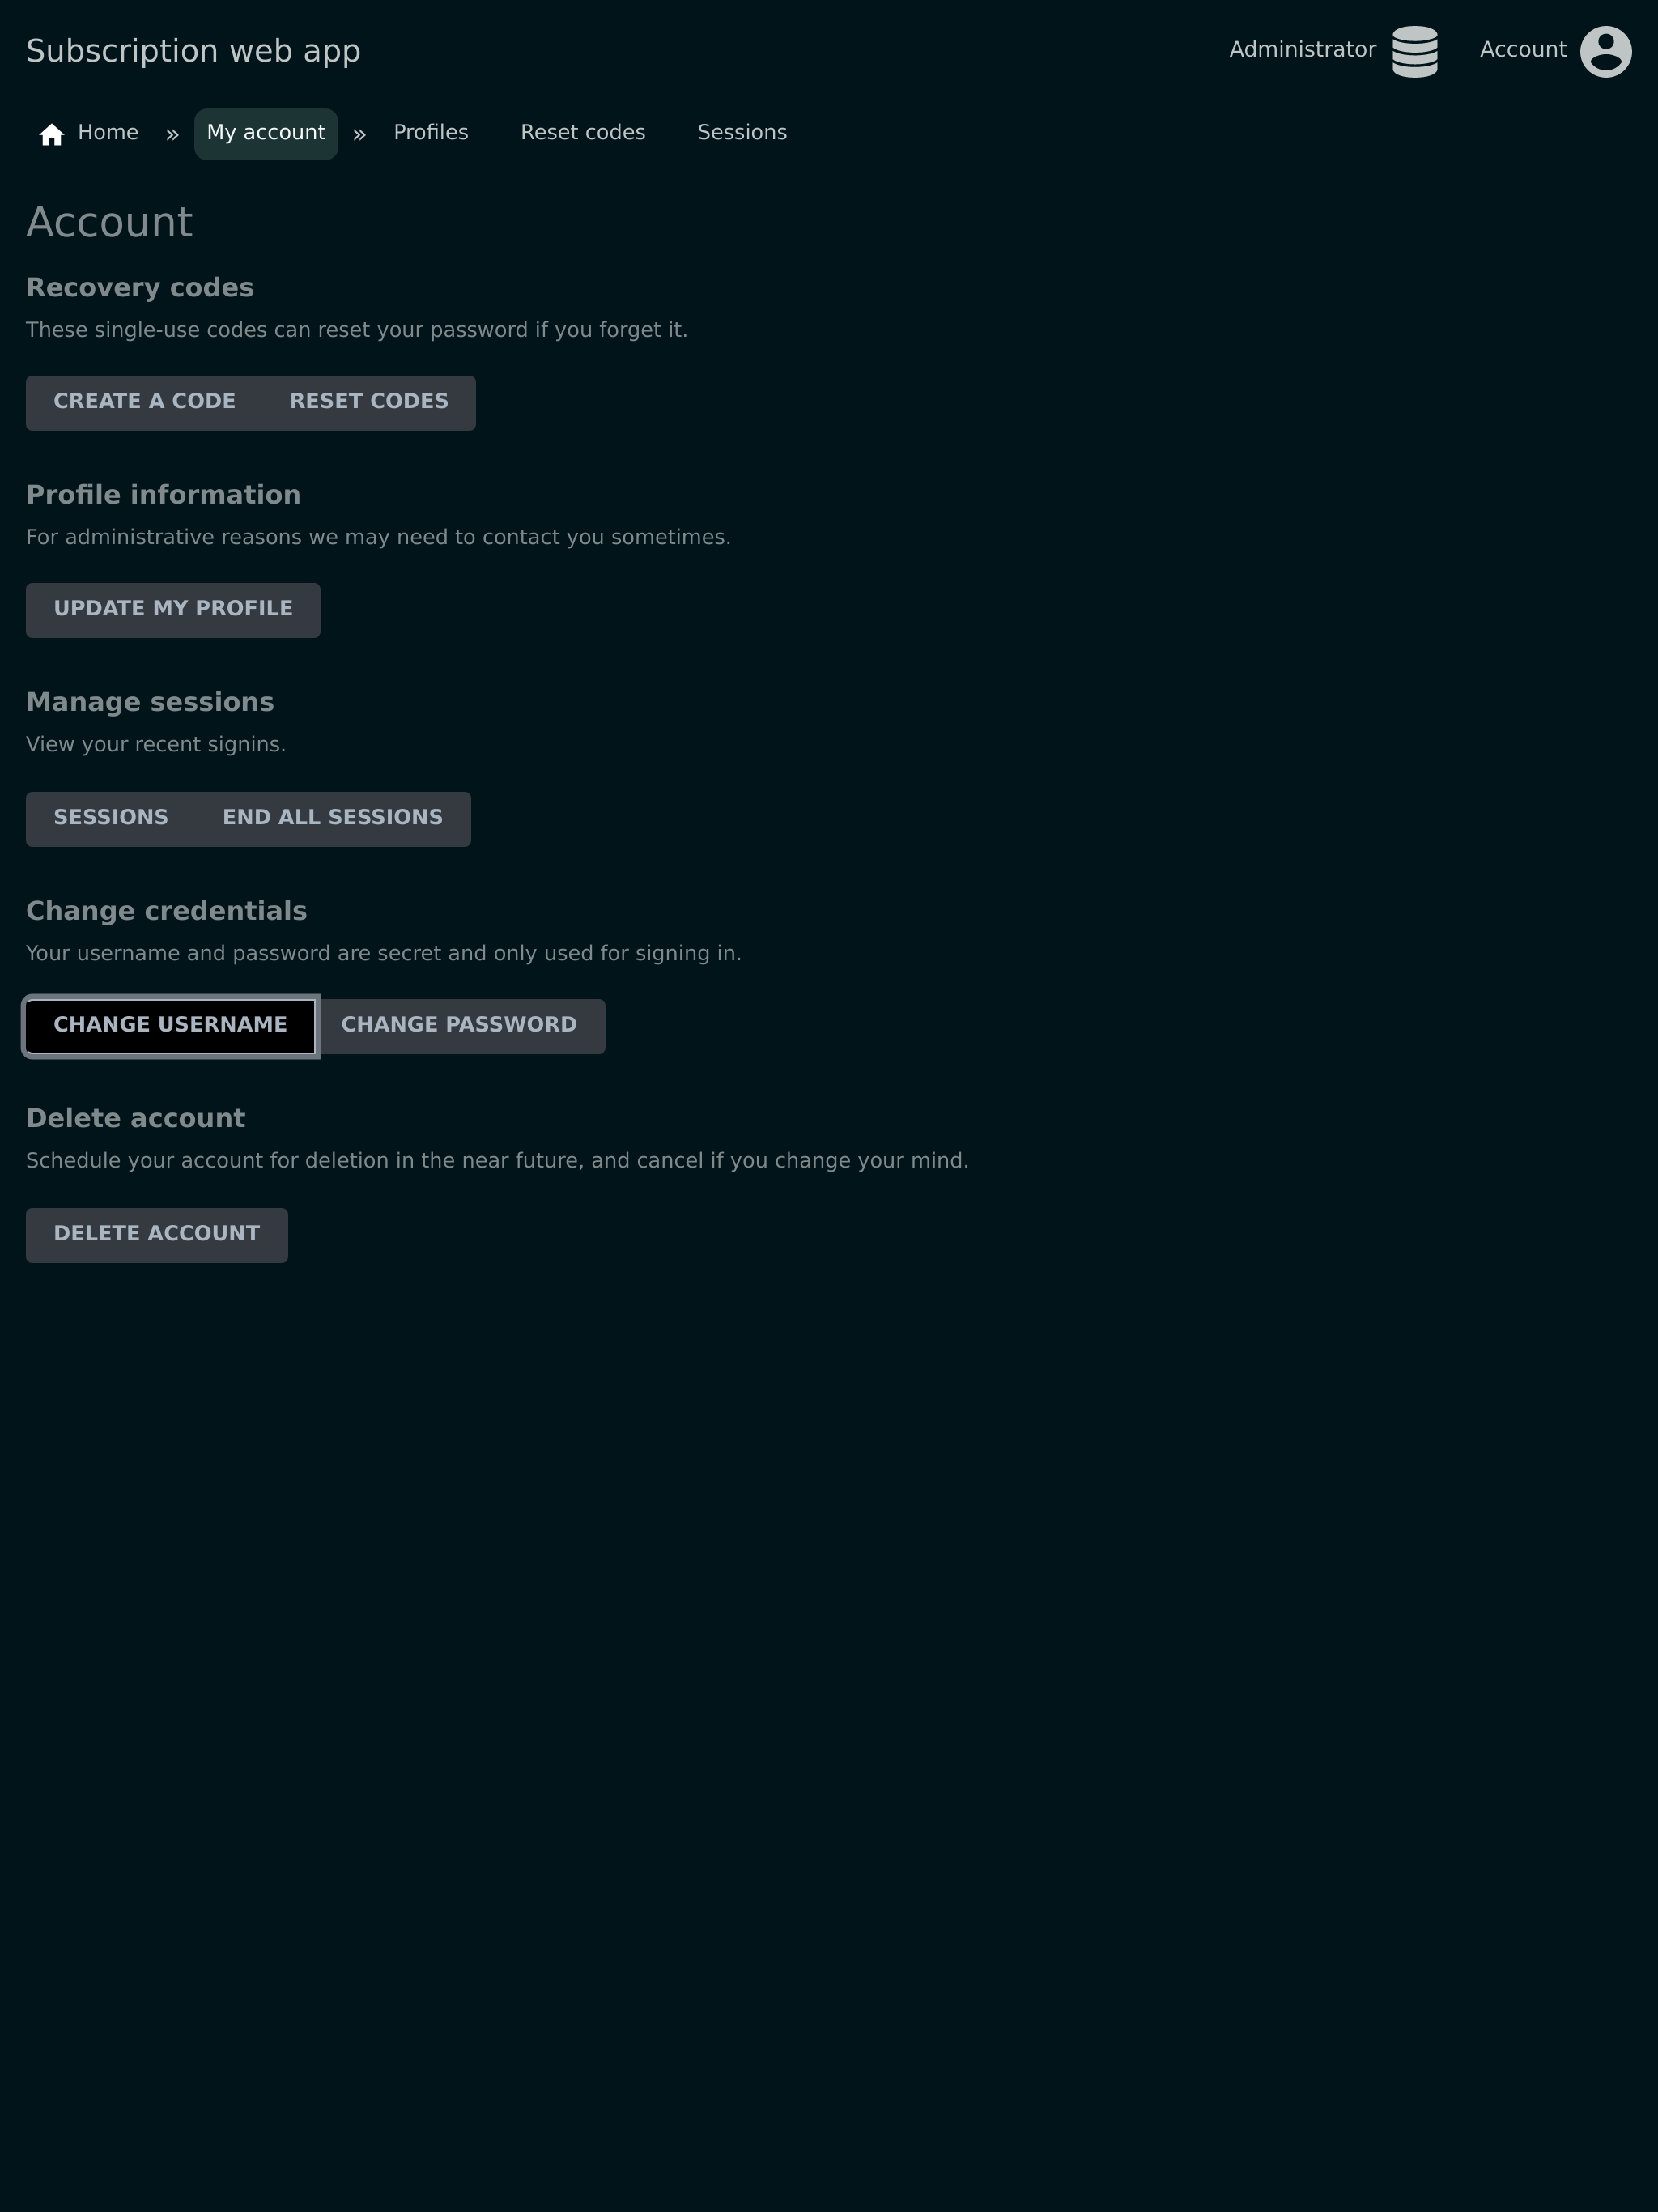 Subscription web app Administrator Account
Home » My account » Profiles Reset codes Sessions
Account
Recovery codes
These single-use codes can reset your password if you forget it.
CREATE A CODE RESET CODES
Profile information
For administrative reasons we may need to contact you sometimes.
UPDATE MY PROFILE
Manage sessions
View your recent signins.
SESSIONS END ALL SESSIONS
Change credentials
Your username and password are secret and only used for signing in.
CHANGE USERNAME CHANGE PASSWORD
Delete account
Schedule your account for deletion in the near future, and cancel if you change your mind.
DELETE ACCOUNT